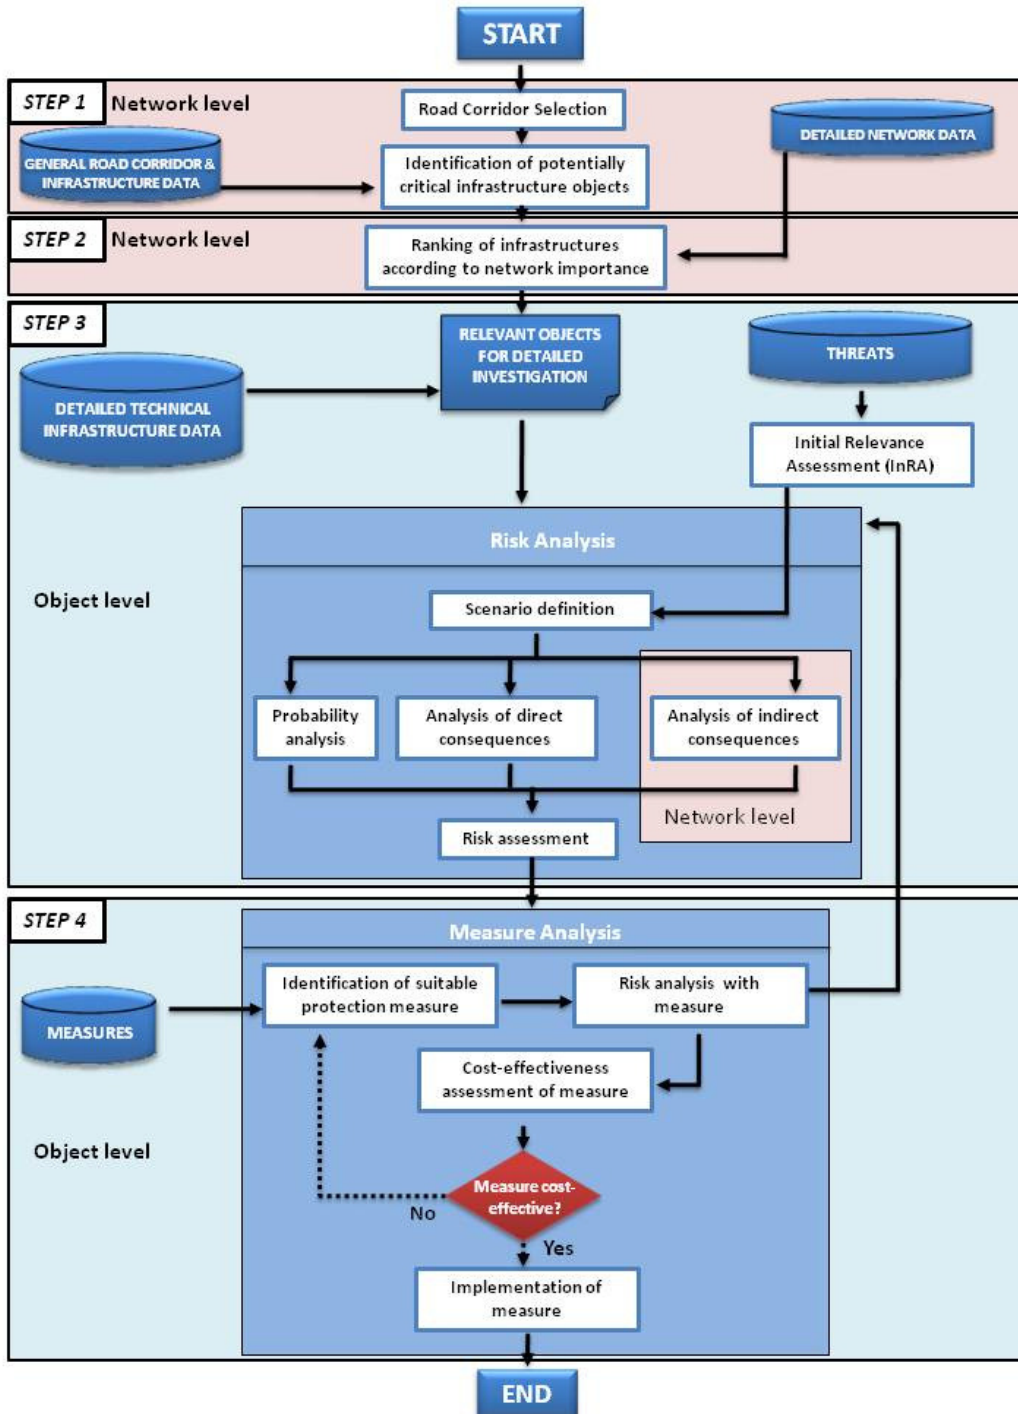 START
STEP 1
Network level
Road Corridor Selection
DETAILED NETWORK DATA
GENERAL ROAD CORRIDOR &
INFRASTRUCTURE DATA
Identification of potentially
critical infrastructure objects
STEP 2
Network level
Ranking of infrastructures
according to network importance
STEP 3
RELEVANT OBJECTS
FOR DETAILED
INVESTIGATION
THREATS
DETAILED TECHNICAL
INFRASTRUCTURE DATA
Initial Relevance
Assessment (InRA)
Risk Analysis
Object level
Scenario definition
Probability
analysis
Analysis of direct
consequences
Analysis of indirect
consequences
Network level
Risk assessment
STEP 4
Measure Analysis
Identification of suitable
protection measure
Risk analysis with
measure
MEASURES
Cost-effectiveness
assessment of measure
Object level
Measure cost-
effective?
No
Yes
Implementation of
measure
END